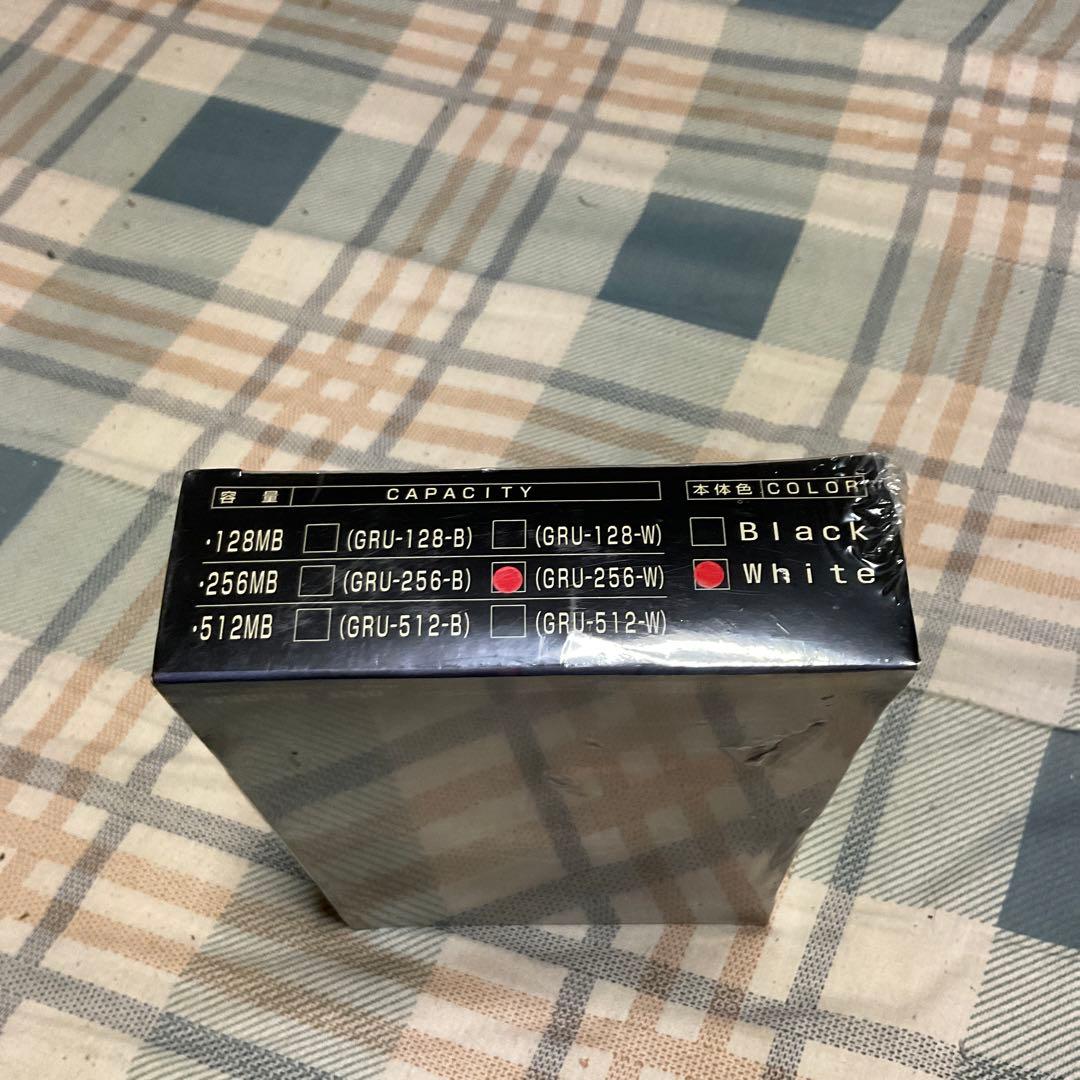 容量 CAPACITY 本体色 COLOR
・128MB (GRU-128-B) (GRU-128-W) Black
・256MB (GRU-256-B) (GRU-256-W) White
・512MB (GRU-512-B) (GRU-512-W)